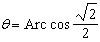 θ = Arc cos √2/2